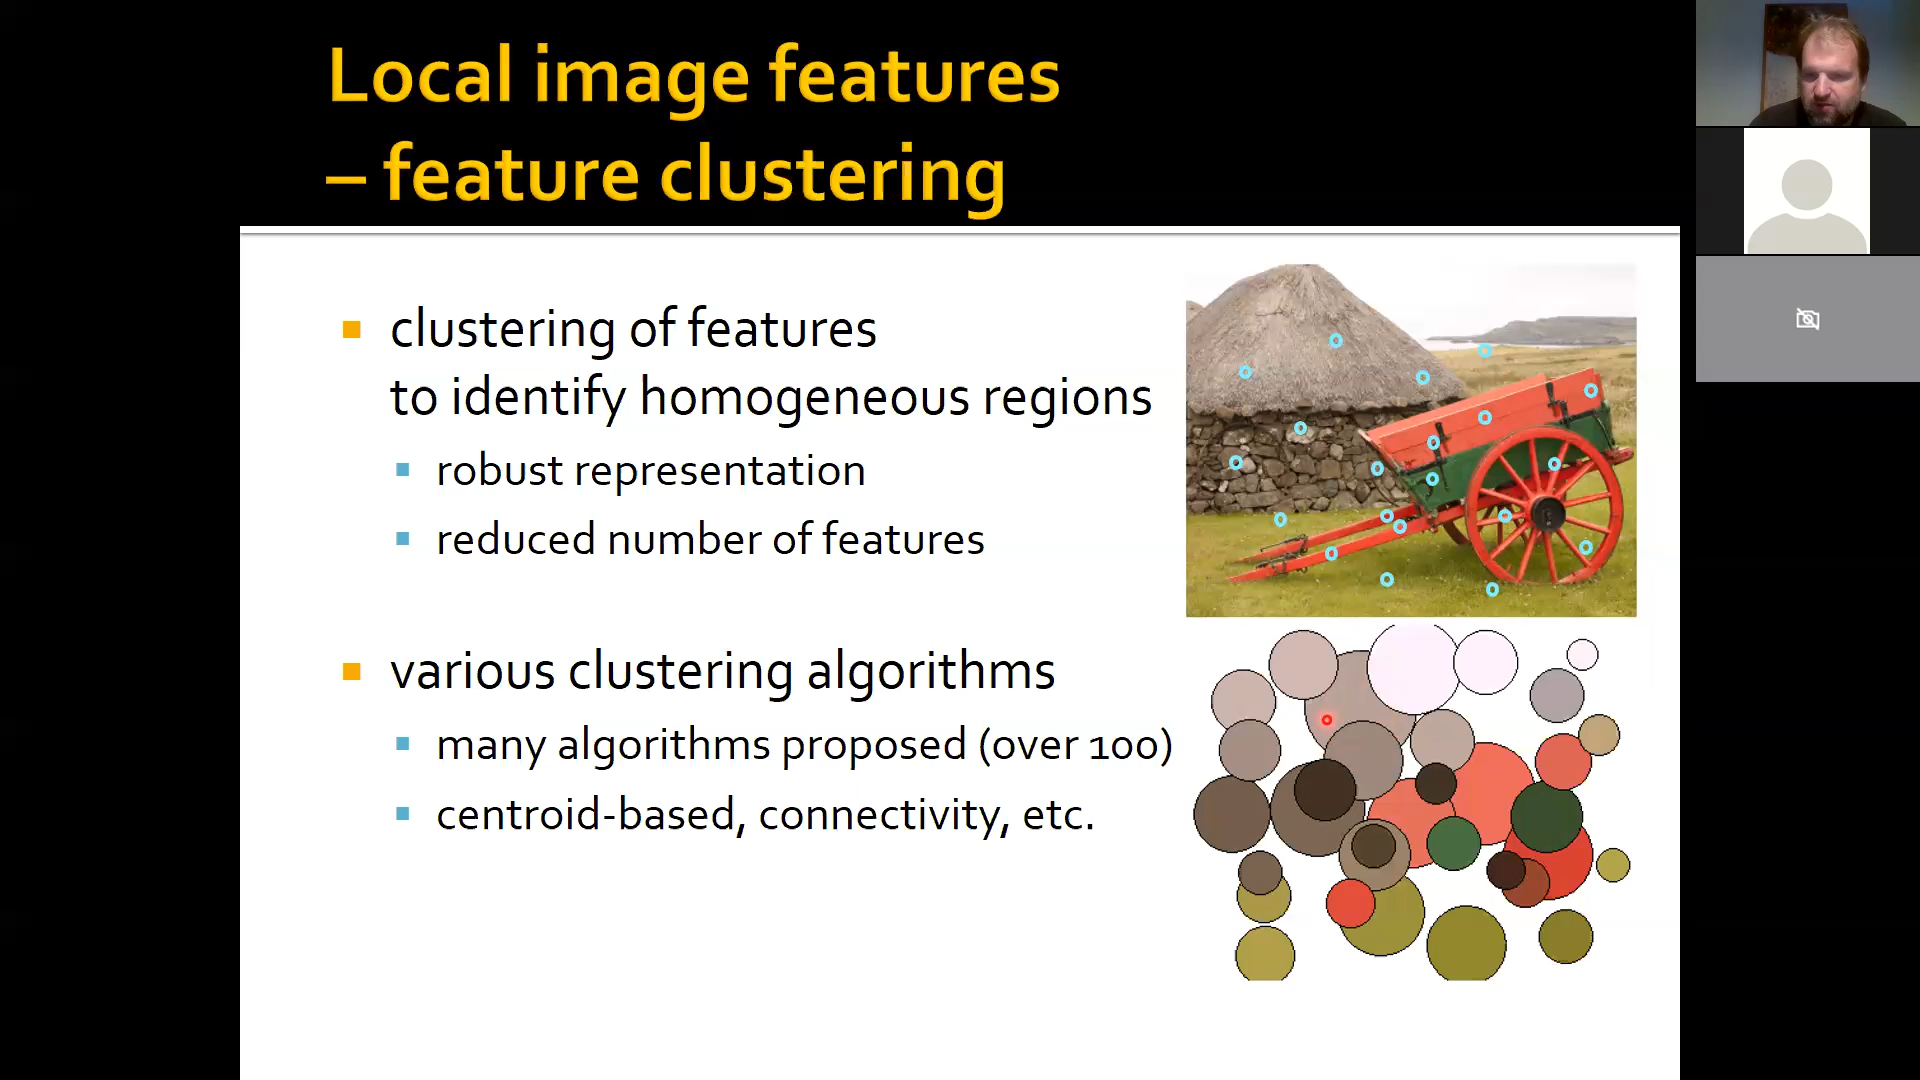 Local image features
– feature clustering
clustering of features
to identify homogeneous regions
robust representation
reduced number of features
various clustering algorithms
many algorithms proposed (over 100)
centroid-based, connectivity, etc.